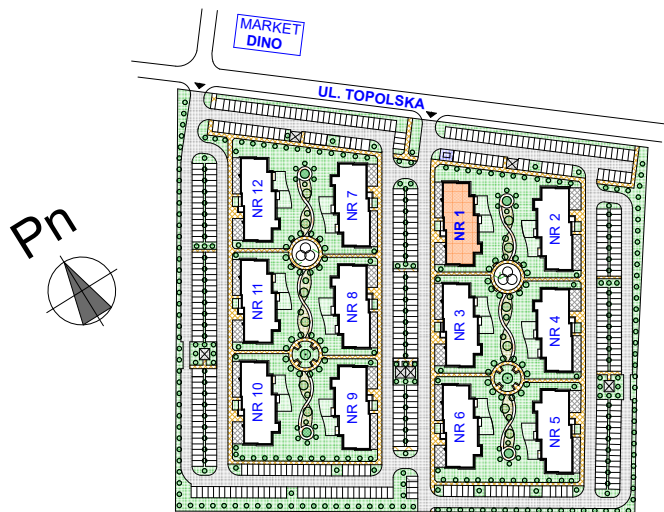 MARKET
DINO
UL. TOPOLSKA
Pn
NR 12
NR 7
NR 1
NR 2
NR 11
NR 8
NR 3
NR 4
NR 10
NR 9
NR 6
NR 5